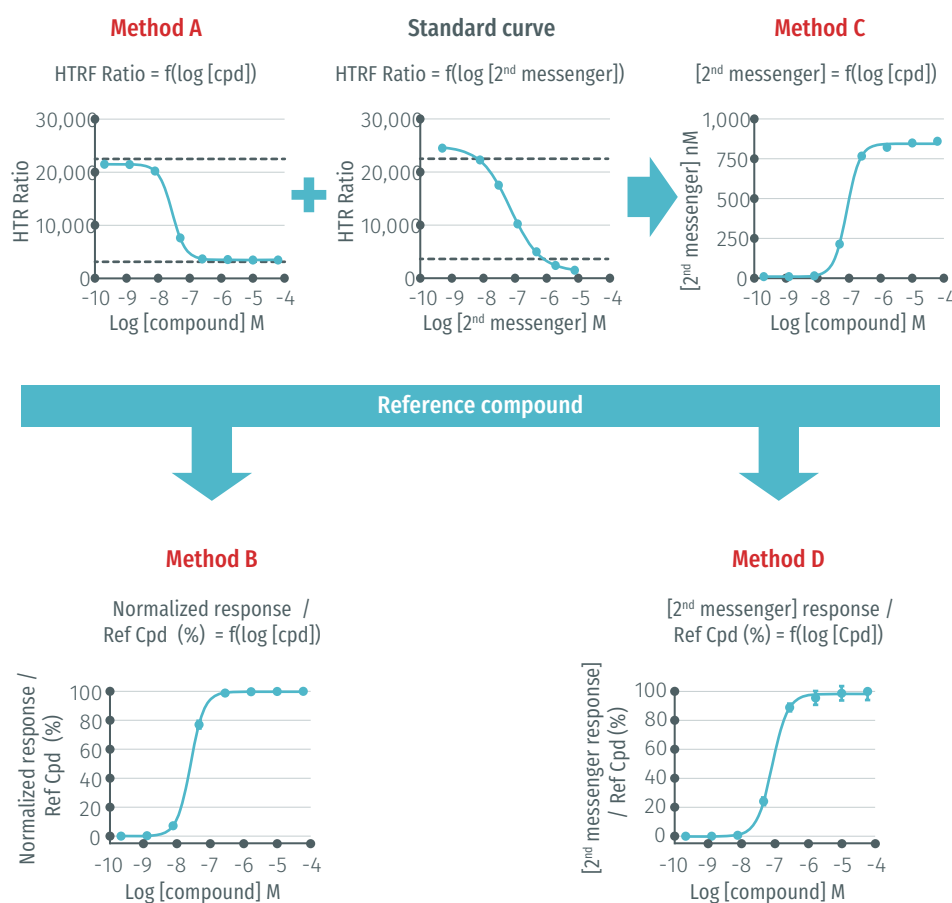 Method A
HTRF Ratio = f(log [cpd])
30,000
20,000
10,000
0
HTR Ratio
-10 -9 -8 -7 -6 -5 -4
Log [compound] M
Standard curve
HTRF Ratio = f(log [2nd messenger])
30,000
20,000
10,000
0
HTR Ratio
-10 -9 -8 -7 -6 -5 -4
Log [2nd messenger] M
Method C
[2nd messenger] = f(log [cpd])
1,000
750
500
250
0
[2nd messenger] nM
-10 -9 -8 -7 -6 -5 -4
Log [compound] M
Reference compound
Method B
Normalized response /
Ref Cpd (%) = f(log [cpd])
100
80
60
40
20
0
Normalized response /
Ref Cpd (%)
-10 -9 -8 -7 -6 -5 -4
Log [compound] M
Method D
[2nd messenger] response /
Ref Cpd (%) = f(log [Cpd])
100
80
60
40
20
0
[2nd messenger response]
/ Ref Cpd (%)
-10 -9 -8 -7 -6 -5 -4
Log [compound] M